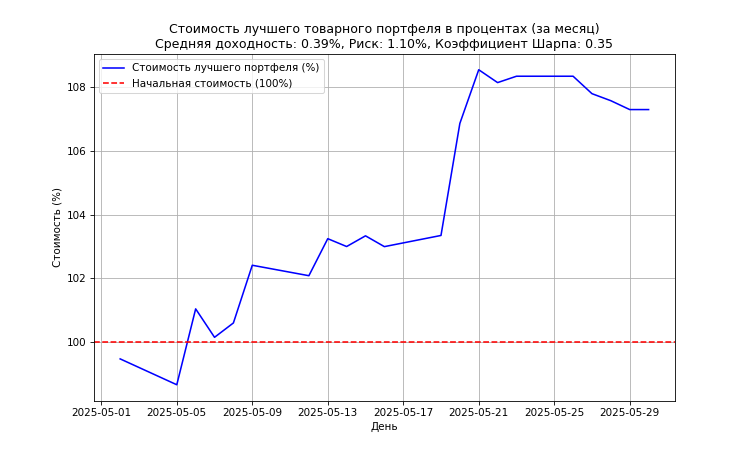 Стоимость лучшего товарного портфеля в процентах (за месяц)
Средняя доходность: 0.39%, Риск: 1.10%, Коэффициент Шарпа: 0.35
Стоимость лучшего портфеля (%)
Начальная стоимость (100%)
Стоимость (%)
108
106
104
102
100
2025-05-01 2025-05-05 2025-05-09 2025-05-13 2025-05-17 2025-05-21 2025-05-25 2025-05-29
День